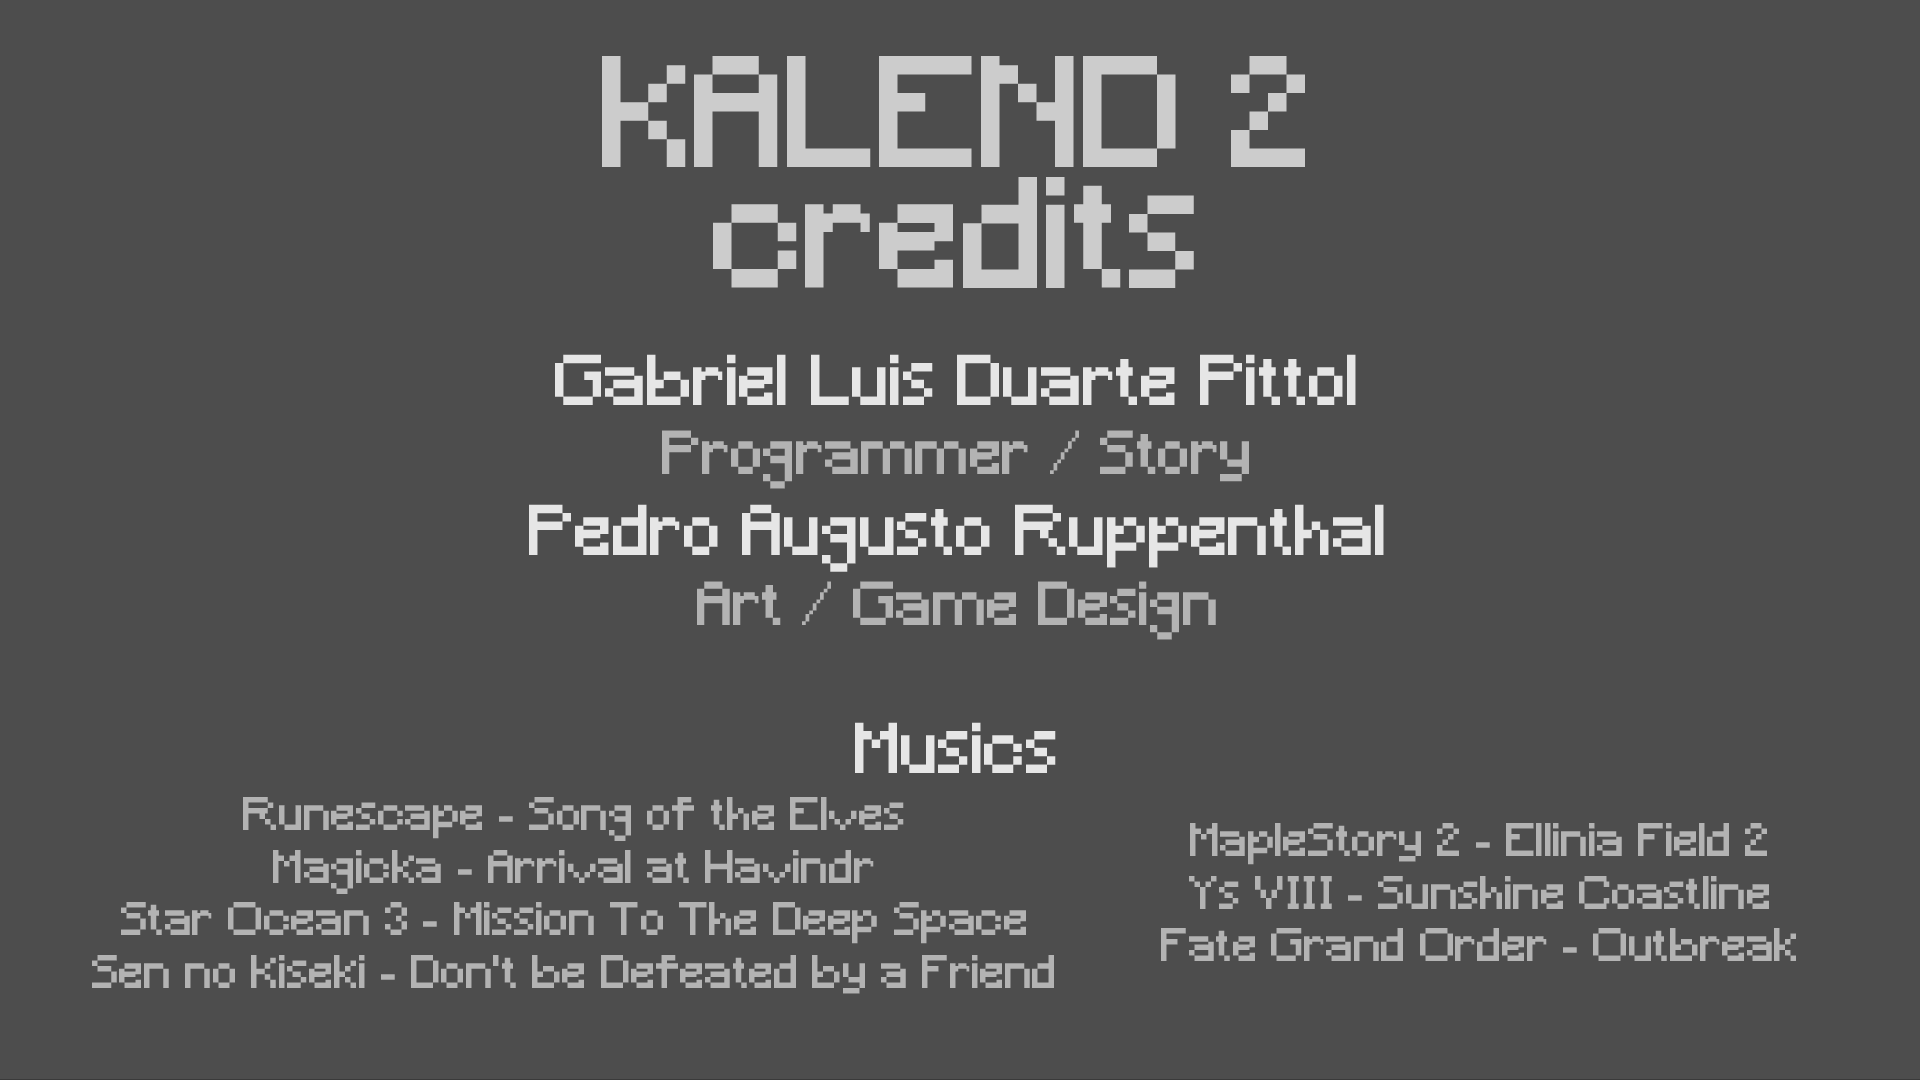 KALEND 2
credits
Gabriel Luis Duarte Pittol
Programmer / Story
Pedro Augusto Ruppenthal
Art / Game Design
Musics
Runescape - Song of the Elves
Magicka - Arrival at Havindr
Star Ocean 3 - Mission To The Deep Space
Sen no Kiseki - Don't be Defeated by a Friend
MapleStory 2 - Ellinia Field 2
Ys VIII - Sunshine Coastline
Fate Grand Order - Outbreak